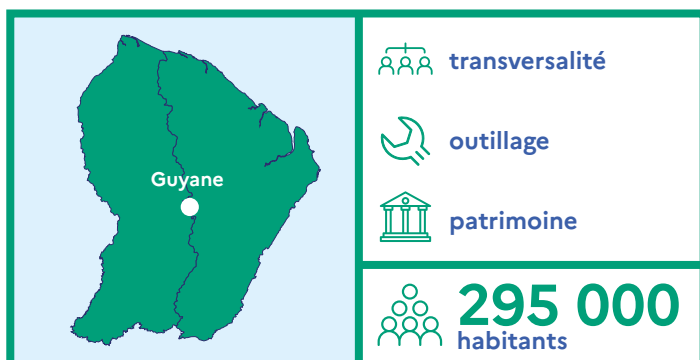 Guyane
transversalité
outillage
patrimoine
295 000
habitants